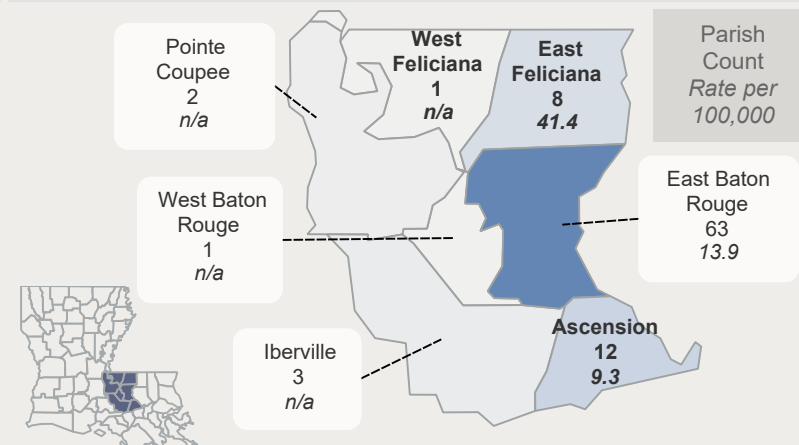 Pointe
Coupee
2
n/a
West
Feliciana
1
n/a
East
Feliciana
8
41.4
Parish
Count
Rate per
100,000
West Baton
Rouge
1
n/a
East Baton
Rouge
63
13.9
Iberville
3
n/a
Ascension
12
9.3